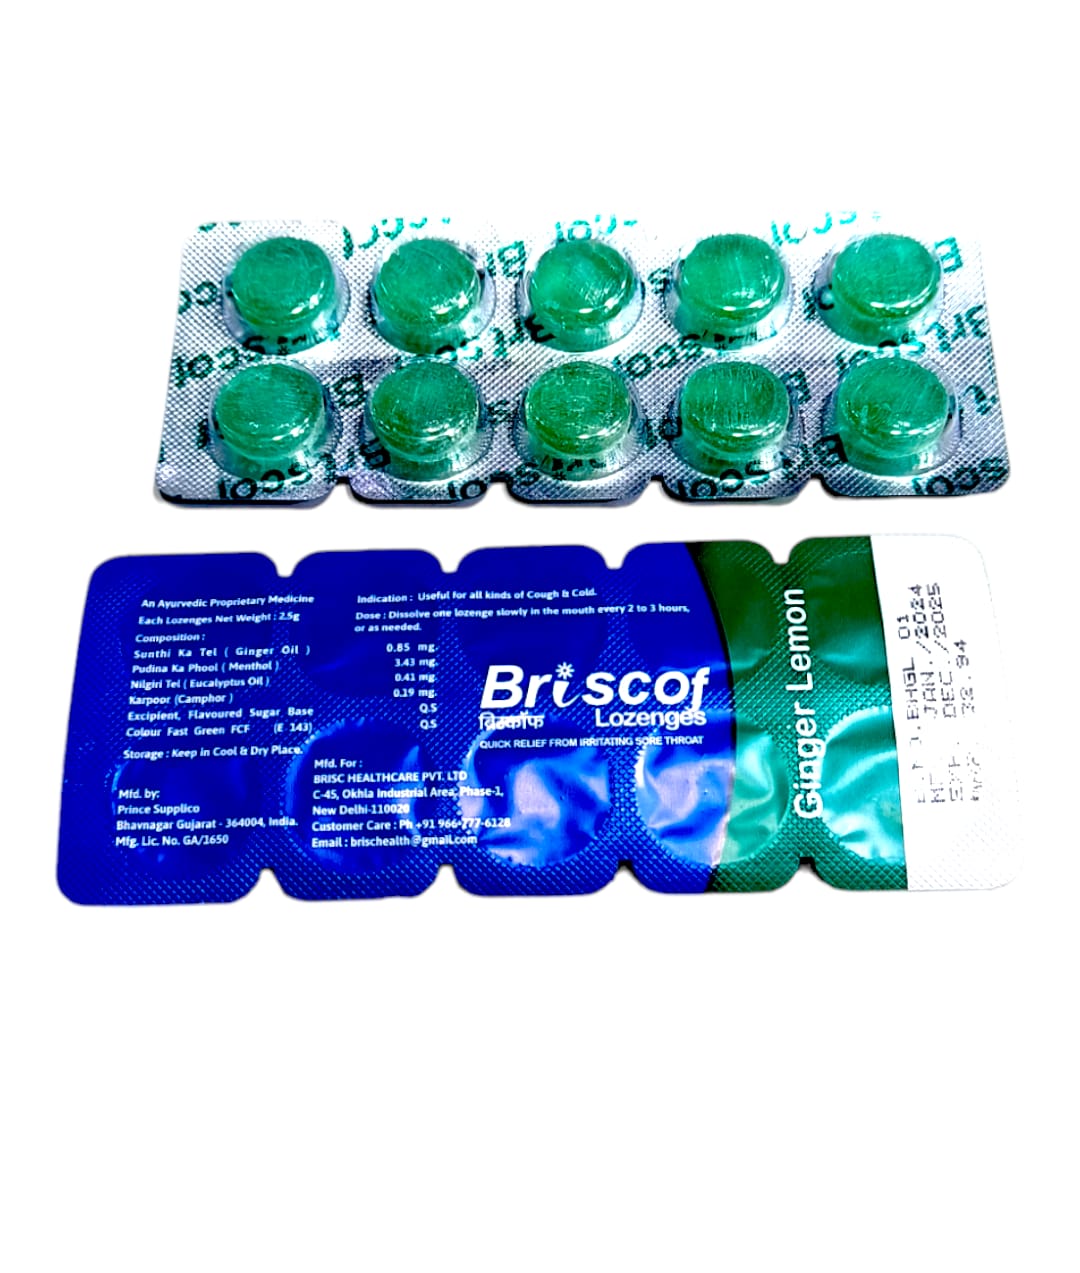 Briscof
An Ayurvedic Proprietary Medicine
Each Lozenges Net Weight : 2.5g
Composition :
Sunthi Ka Tel ( Ginger Oil ) 0.85 mg.
Pudina Ka Phool ( Menthol ) 3.43 mg.
Nilgiri Tel ( Eucalyptus Oil ) 0.41 mg.
Karpoor (Camphor ) 0.19 mg.
Excipient, Flavoured Sugar Base Q.S
Colour Fast Green FCF (E 143) Q.S
Storage : Keep in Cool & Dry Place.
Mfd. by:
Prince Supplico
Bhavnagar Gujarat - 364004, India.
Mfg. Lic. No. GA/1650
Indication : Useful for all kinds of Cough & Cold.
Dose : Dissolve one lozenge slowly in the mouth every 2 to 3 hours,
or as needed.
Briscof
ब्रिस्कॉफ Lozenges
QUICK RELIEF FROM IRRITATING SORE THROAT
Mfd. For :
BRISC HEALTHCARE PVT. LTD
C-45, Okhla Industrial Area, Phase-1,
New Delhi-110020
Customer Care : Ph +91 966-777-6128
Email : brischealth@gmail.com
Ginger Lemon
BHGL 01
JAN./2024
DEC./2025
32.94